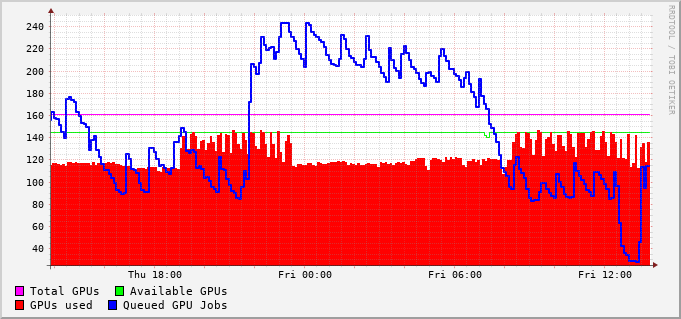 240
220
200
180
160
140
120
100
80
60
40
Thu 18:00 Fri 00:00 Fri 06:00 Fri 12:00
Total GPUs Available GPUs
GPUs used Queued GPU Jobs
RRDTOOL / TOBI OETIKER